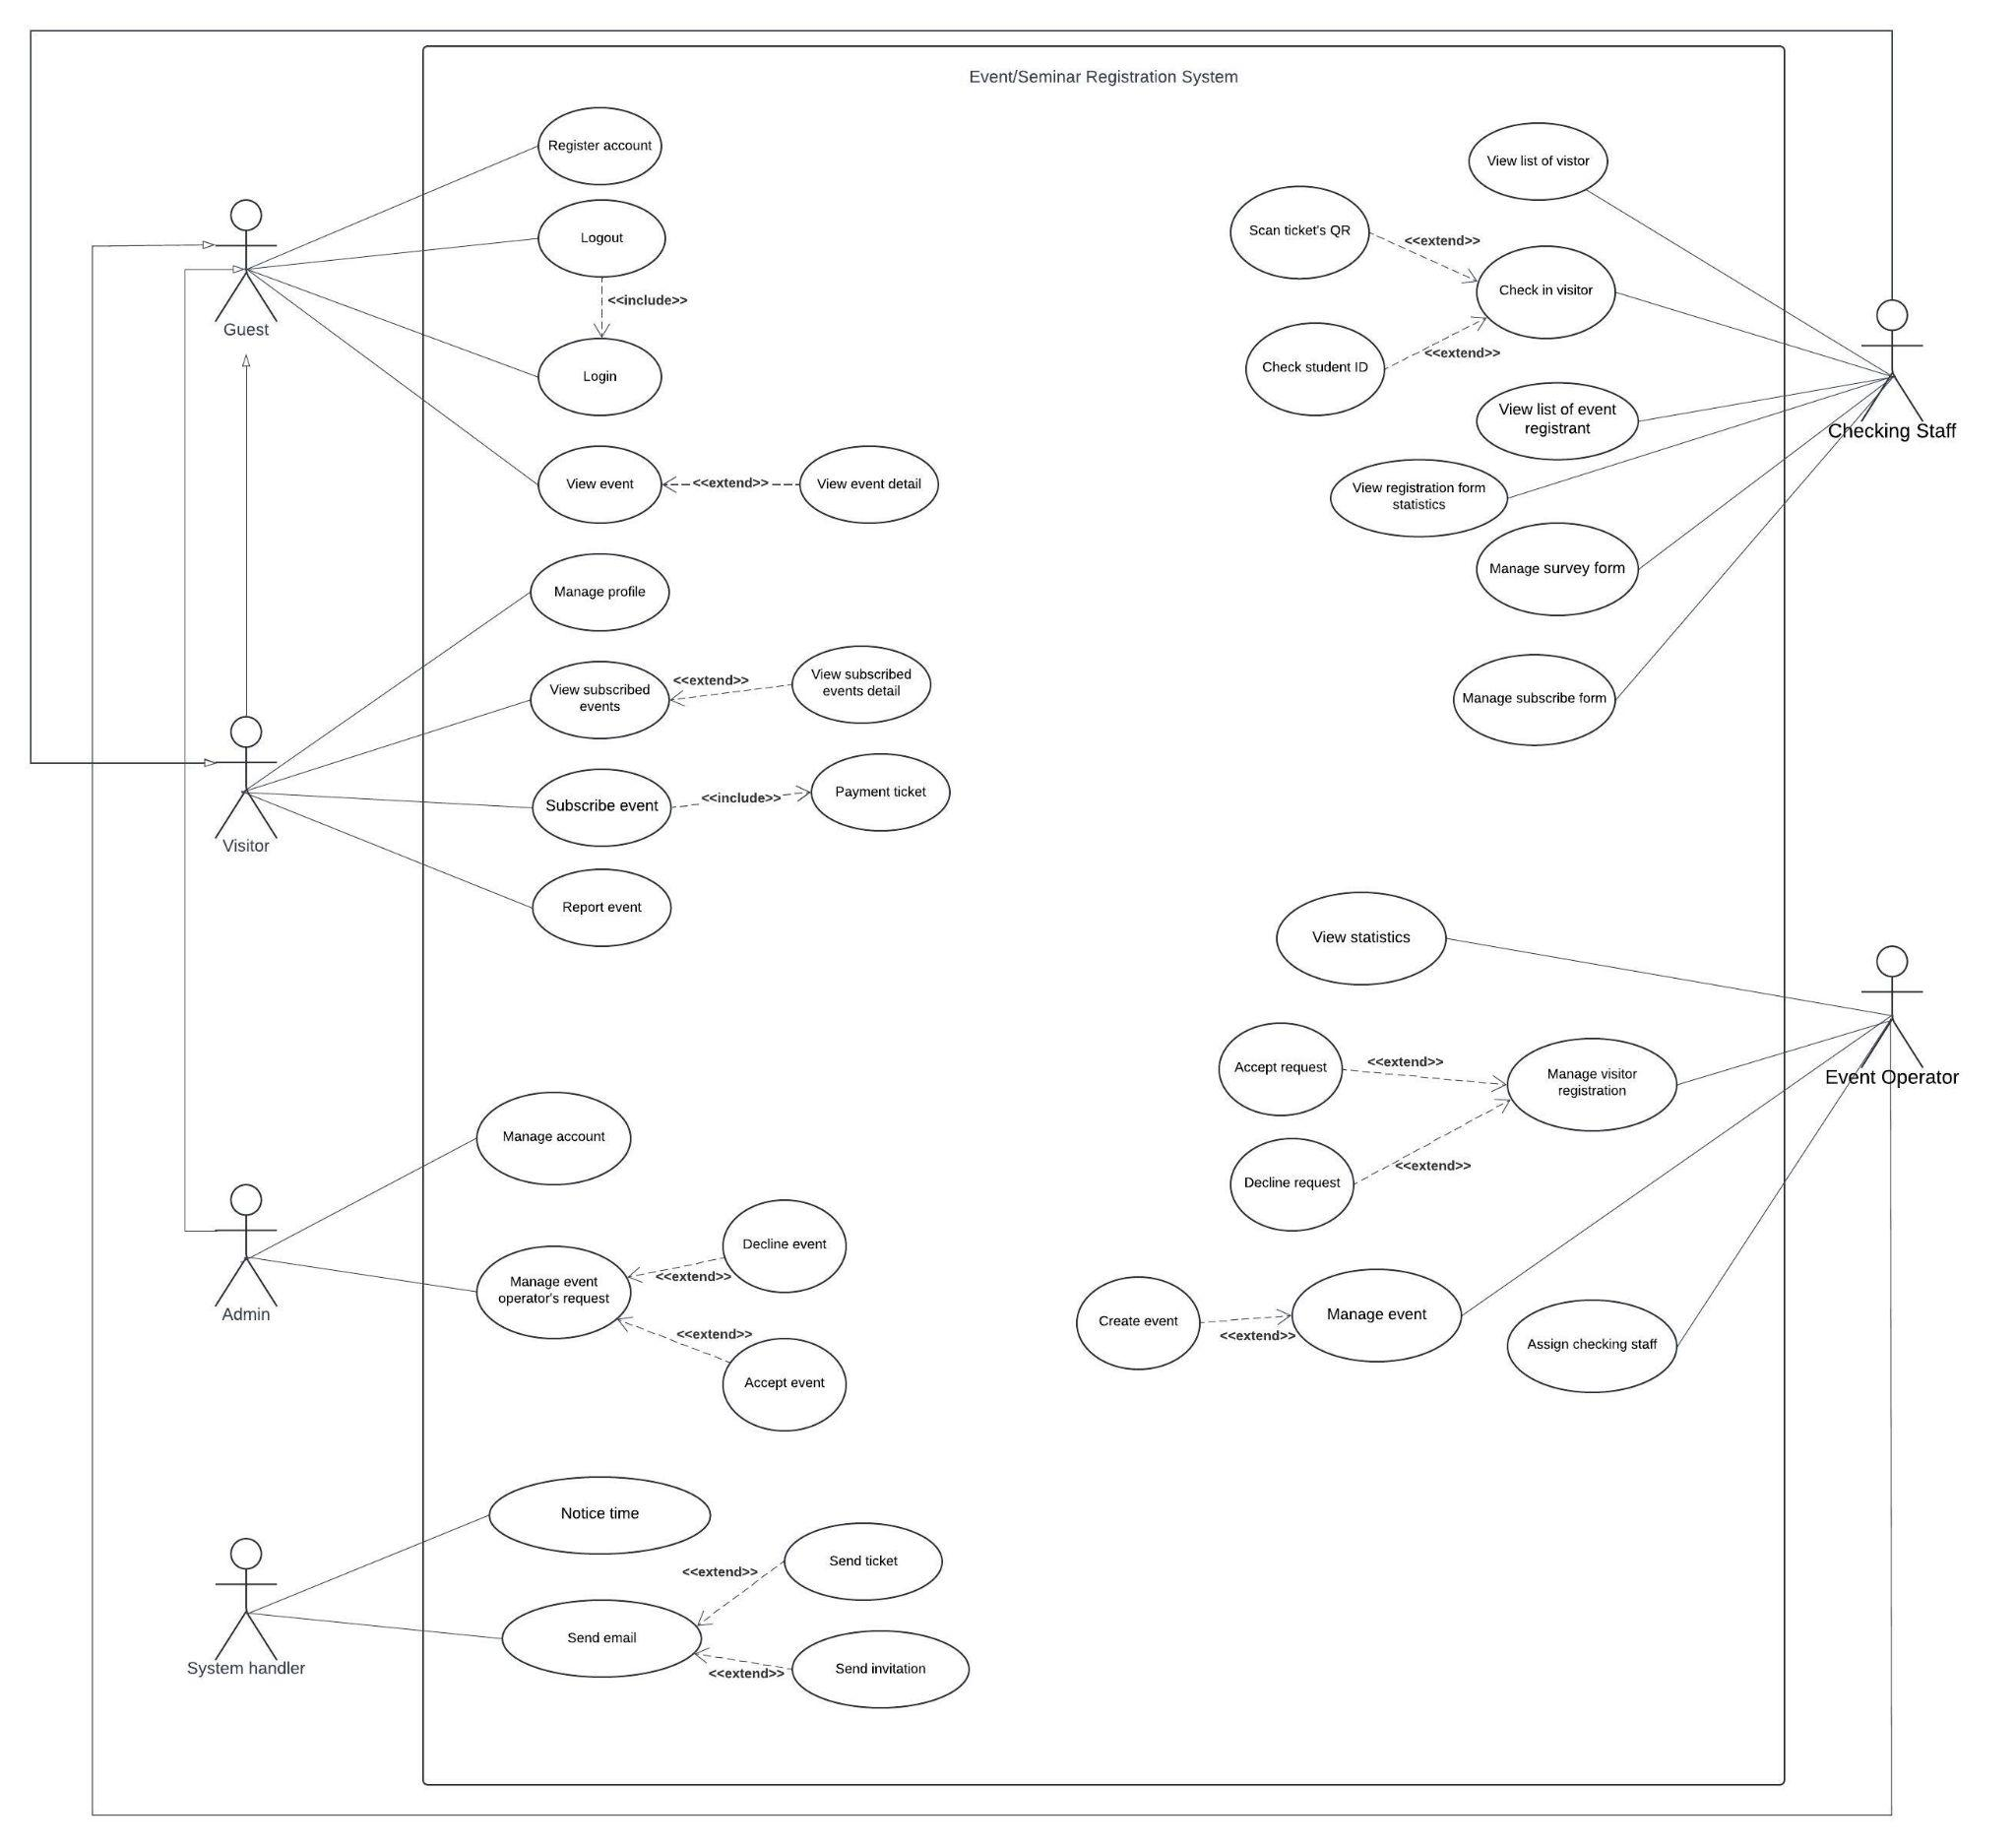 Event/Seminar Registration System
Register account
Logout
<<include>>
Login
Guest
View event
<<extend>>
View event detail
Manage profile
View subscribed
events
<<extend>>
View subscribed
events detail
Subscribe event
<<include>>
Payment ticket
Visitor
Report event
Manage account
Decline event
<<extend>>
Manage event
operator's request
Admin
<<extend>>
Accept event
Notice time
Send ticket
<<extend>>
Send email
System handler
<<extend>>
Send invitation
View list of vistor
Scan ticket's QR
<<extend>>
Check in visitor
Check student ID
<<extend>>
View list of event
registrant
Checking Staff
View registration form
statistics
Manage survey form
Manage subscribe form
View statistics
Accept request
<<extend>>
Manage visitor
registration
Event Operator
Decline request
<<extend>>
Create event
<<extend>>
Manage event
Assign checking staff